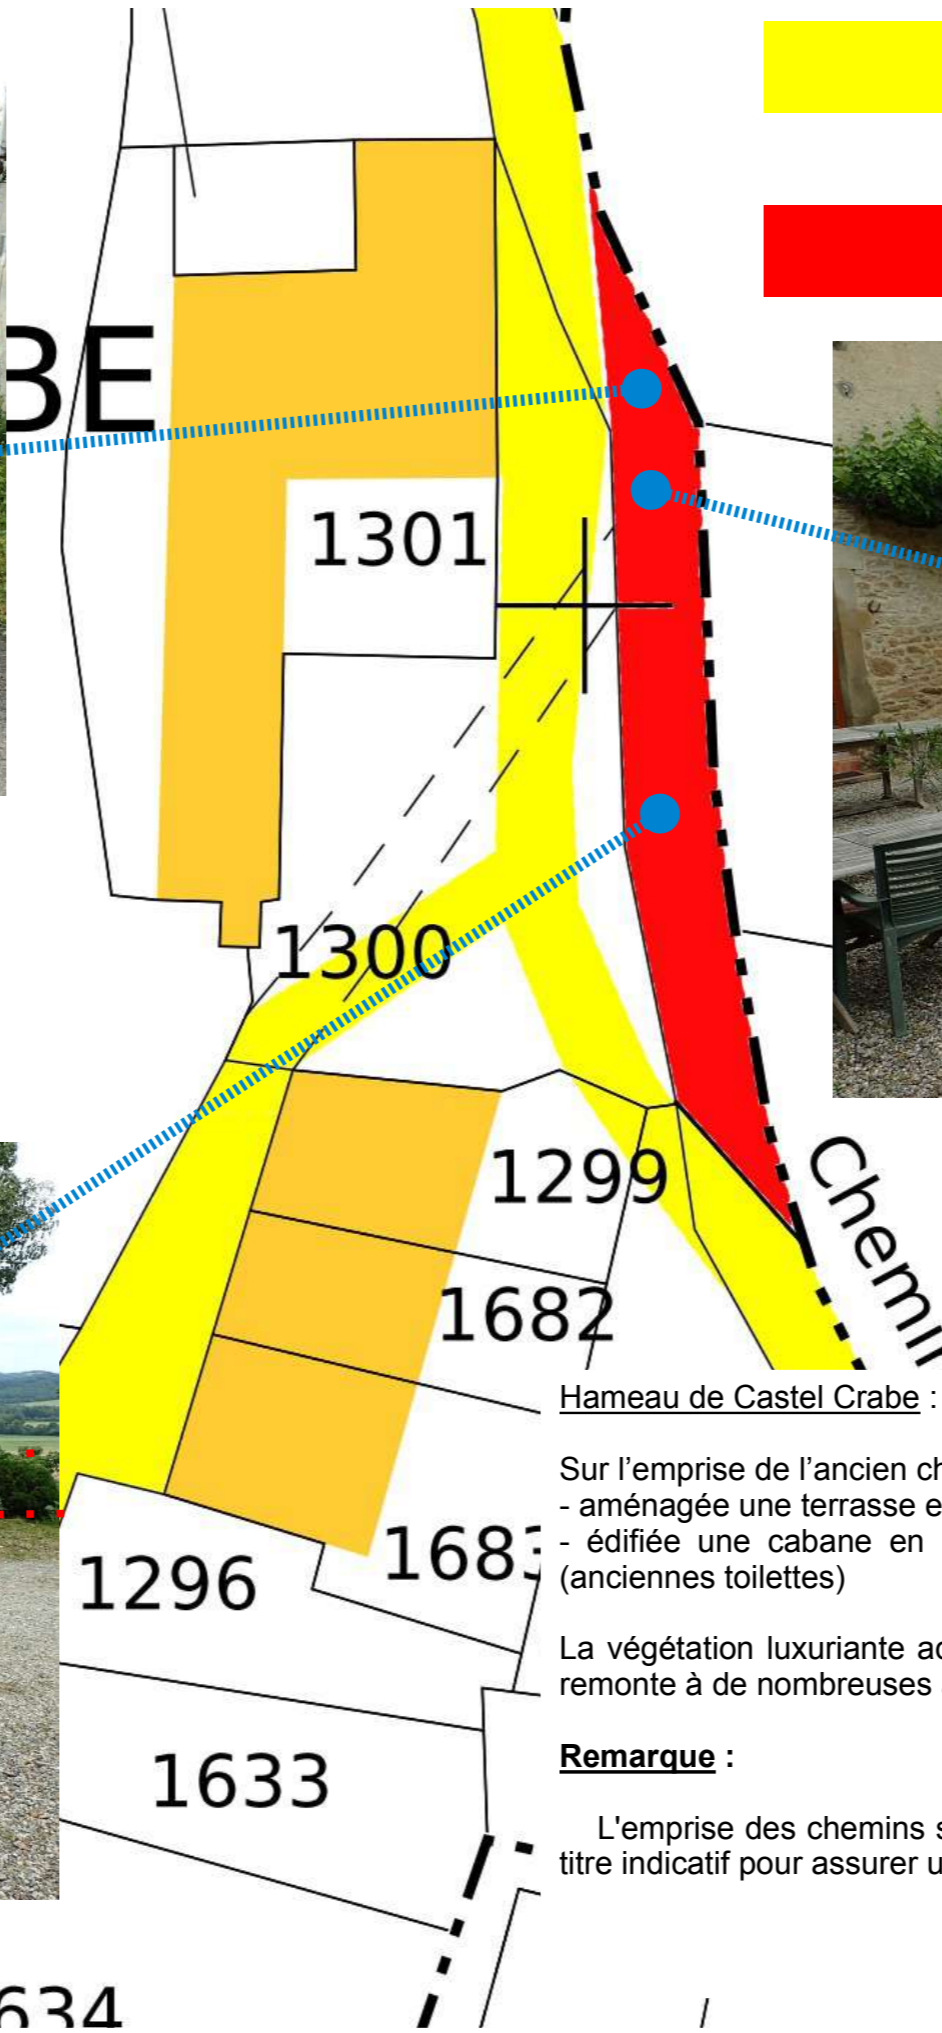 BE
1301
1300
1299
1682
Chemi
Hameau de Castel Crabe :
Sur l’emprise de l’ancien ch
- aménagée une terrasse e
- édifiée une cabane en
(anciennes toilettes)
La végétation luxuriante ac
remonte à de nombreuses
1683
1296
Remarque :
1633
L'emprise des chemins s
titre indicatif pour assurer u
634